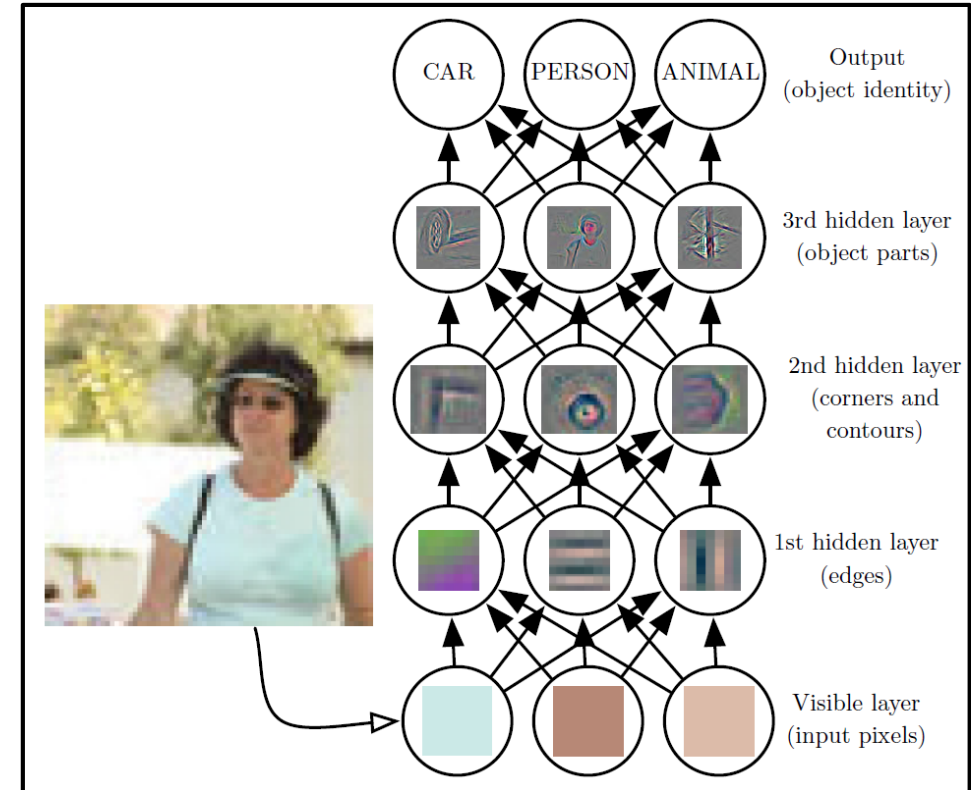 CAR PERSON ANIMAL
Output
(object identity)
3rd hidden layer
(object parts)
2nd hidden layer
(corners and
contours)
1st hidden layer
(edges)
Visible layer
(input pixels)